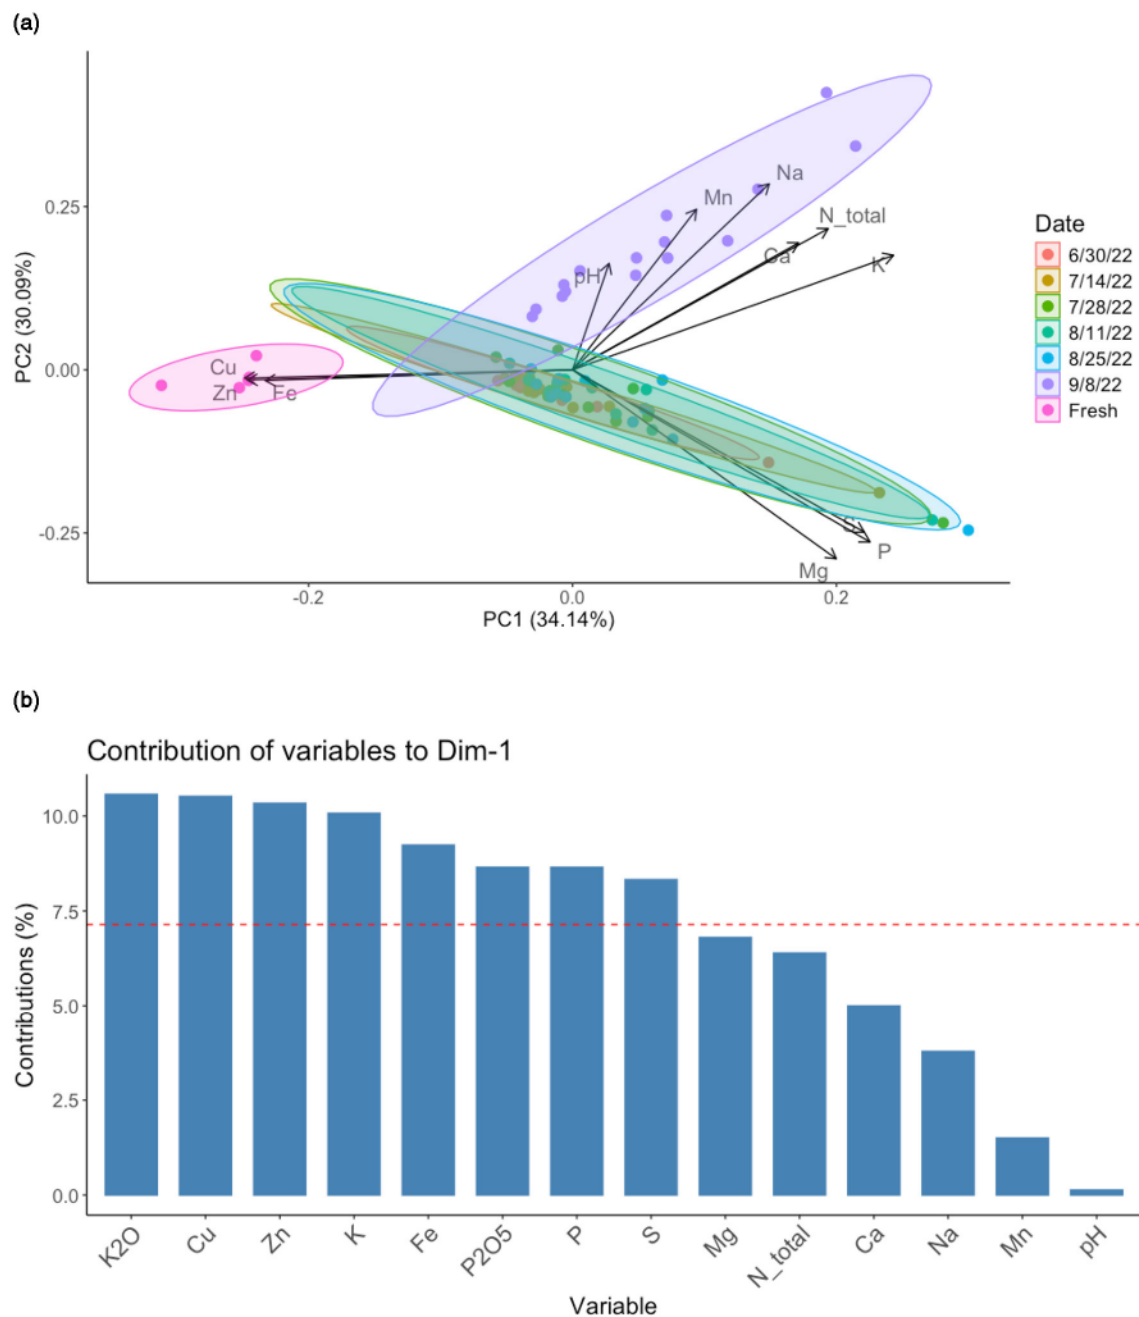 (a)
PC2 (30.09%)
0.25
0.00
-0.25
-0.2
0.0
0.2
PC1 (34.14%)
Na
Mn
N_total
Ca
K
pH
Cu
Zn
Fe
S
P
Mg
Date
6/30/22
7/14/22
7/28/22
8/11/22
8/25/22
9/8/22
Fresh
(b)
Contribution of variables to Dim-1
Contributions (%)
10.0
7.5
5.0
2.5
0.0
K2O
Cu
Zn
K
Fe
P2O5
P
S
Mg
N_total
Ca
Na
Mn
pH
Variable